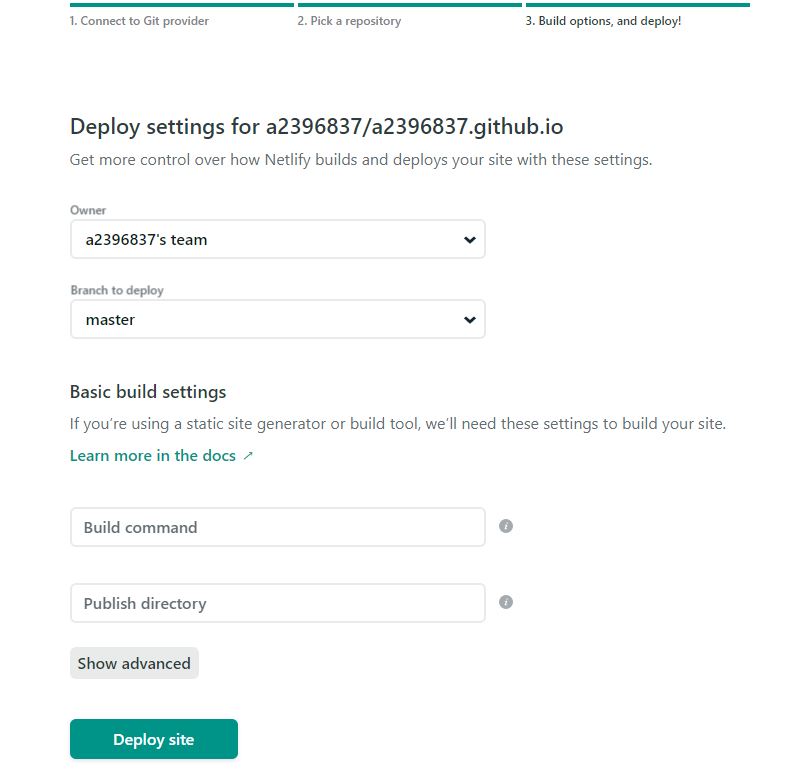 1. Connect to Git provider
2. Pick a repository
3. Build options, and deploy!
Deploy settings for a2396837/a2396837.github.io
Get more control over how Netlify builds and deploys your site with these settings.
Owner
a2396837's team
Branch to deploy
master
Basic build settings
If you’re using a static site generator or build tool, we’ll need these settings to build your site.
Learn more in the docs ↗
Build command
i
Publish directory
i
Show advanced
Deploy site